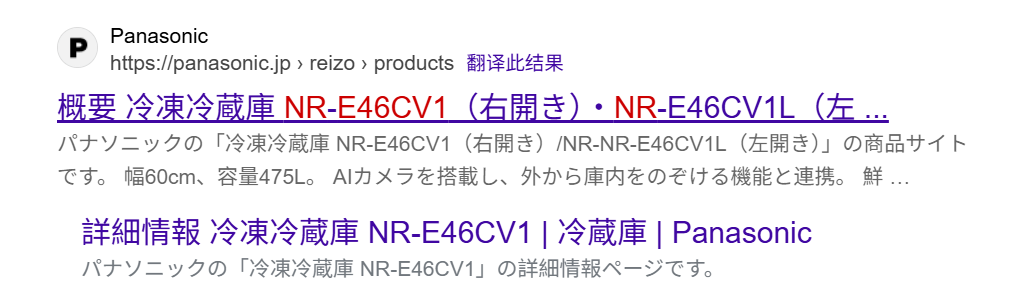 P
Panasonic
https://panasonic.jp › reizo › products 翻译此结果
概要 冷凍冷蔵庫 NR-E46CV1（右開き）・NR-E46CV1L（左 ...
パナソニックの「冷凍冷蔵庫 NR-E46CV1（右開き）/NR-NR-E46CV1L（左開き）」の商品サイト
です。 幅60cm、容量475L。 AIカメラを搭載し、外から庫内をのぞける機能と連携。 鮮 …
詳細情報 冷凍冷蔵庫 NR-E46CV1 | 冷蔵庫 | Panasonic
パナソニックの「冷凍冷蔵庫 NR-E46CV1」の詳細情報ページです。